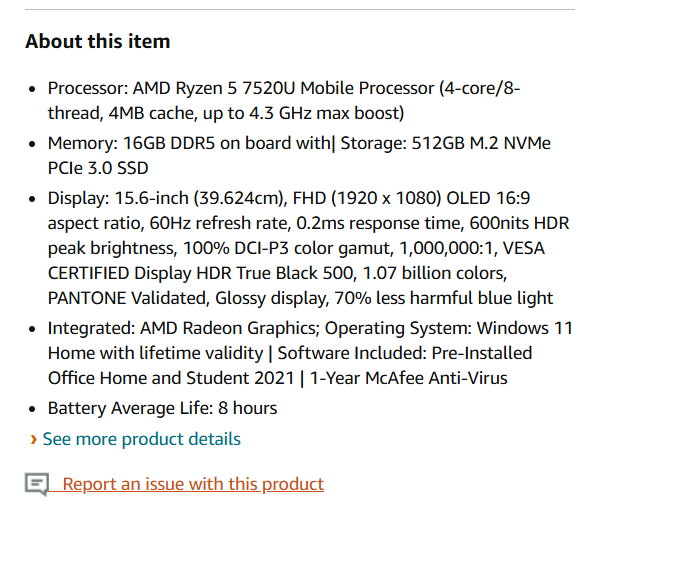 About this item
• Processor: AMD Ryzen 5 7520U Mobile Processor (4-core/8-
thread, 4MB cache, up to 4.3 GHz max boost)
• Memory: 16GB DDR5 on board with| Storage: 512GB M.2 NVMe
PCIe 3.0 SSD
• Display: 15.6-inch (39.624cm), FHD (1920 x 1080) OLED 16:9
aspect ratio, 60Hz refresh rate, 0.2ms response time, 600nits HDR
peak brightness, 100% DCI-P3 color gamut, 1,000,000:1, VESA
CERTIFIED Display HDR True Black 500, 1.07 billion colors,
PANTONE Validated, Glossy display, 70% less harmful blue light
• Integrated: AMD Radeon Graphics; Operating System: Windows 11
Home with lifetime validity | Software Included: Pre-Installed
Office Home and Student 2021 | 1-Year McAfee Anti-Virus
• Battery Average Life: 8 hours
› See more product details
Report an issue with this product